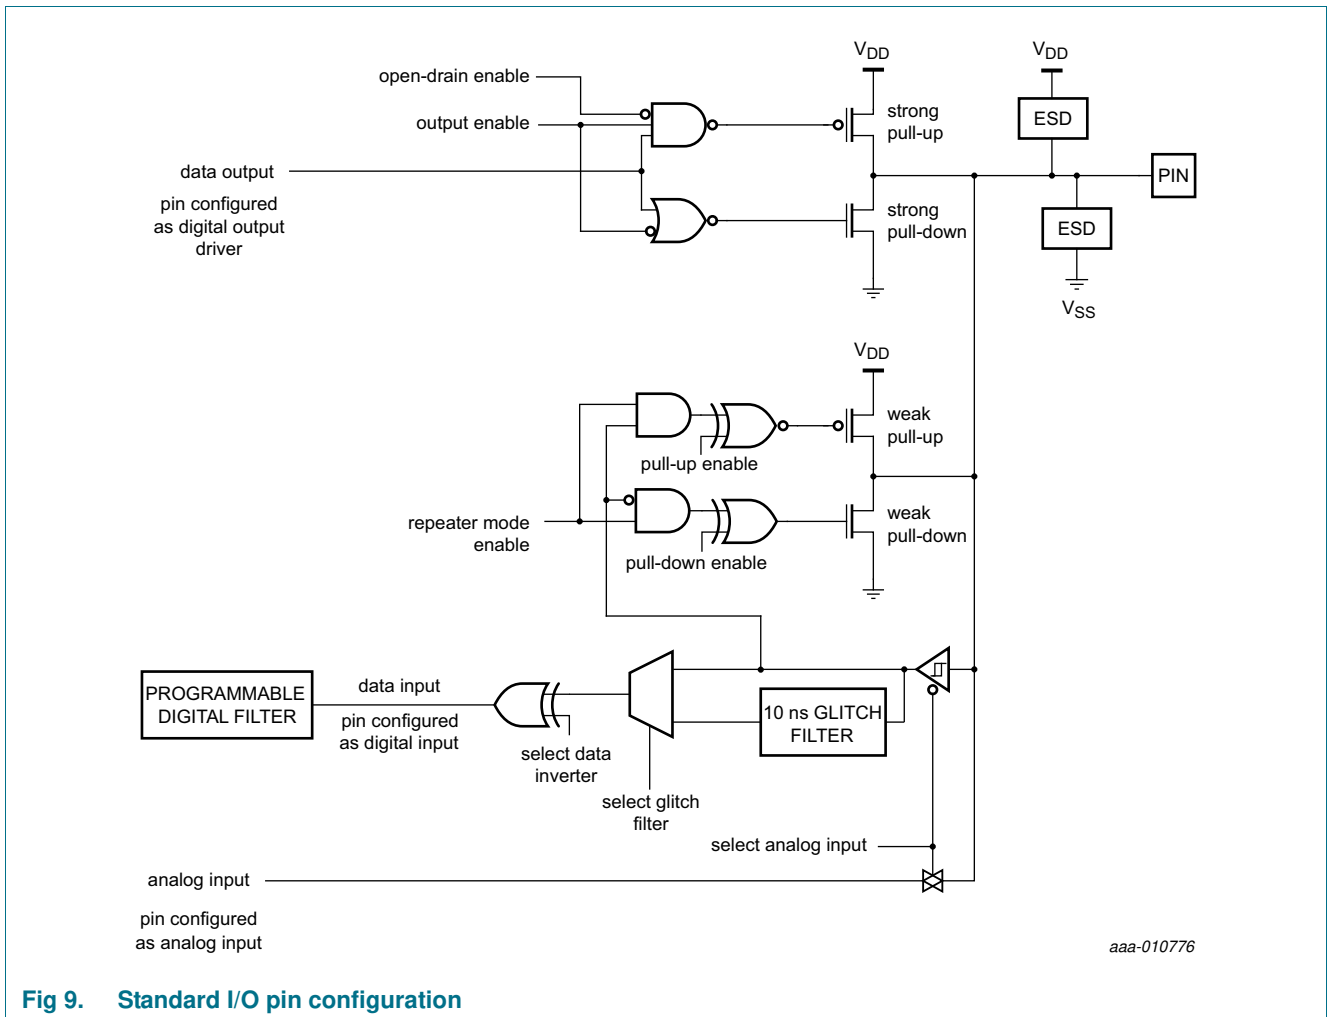 VDD
VDD
open-drain enable
strong
pull-up
ESD
output enable
data output
PIN
pin configured
as digital output
driver
strong
pull-down
ESD
VSS
VDD
weak
pull-up
pull-up enable
repeater mode
enable
weak
pull-down
pull-down enable
PROGRAMMABLE
DIGITAL FILTER
data input
pin configured
as digital input
10 ns GLITCH
FILTER
select data
inverter
select glitch
filter
select analog input
analog input
pin configured
as analog input
aaa-010776
Fig 9. Standard I/O pin configuration